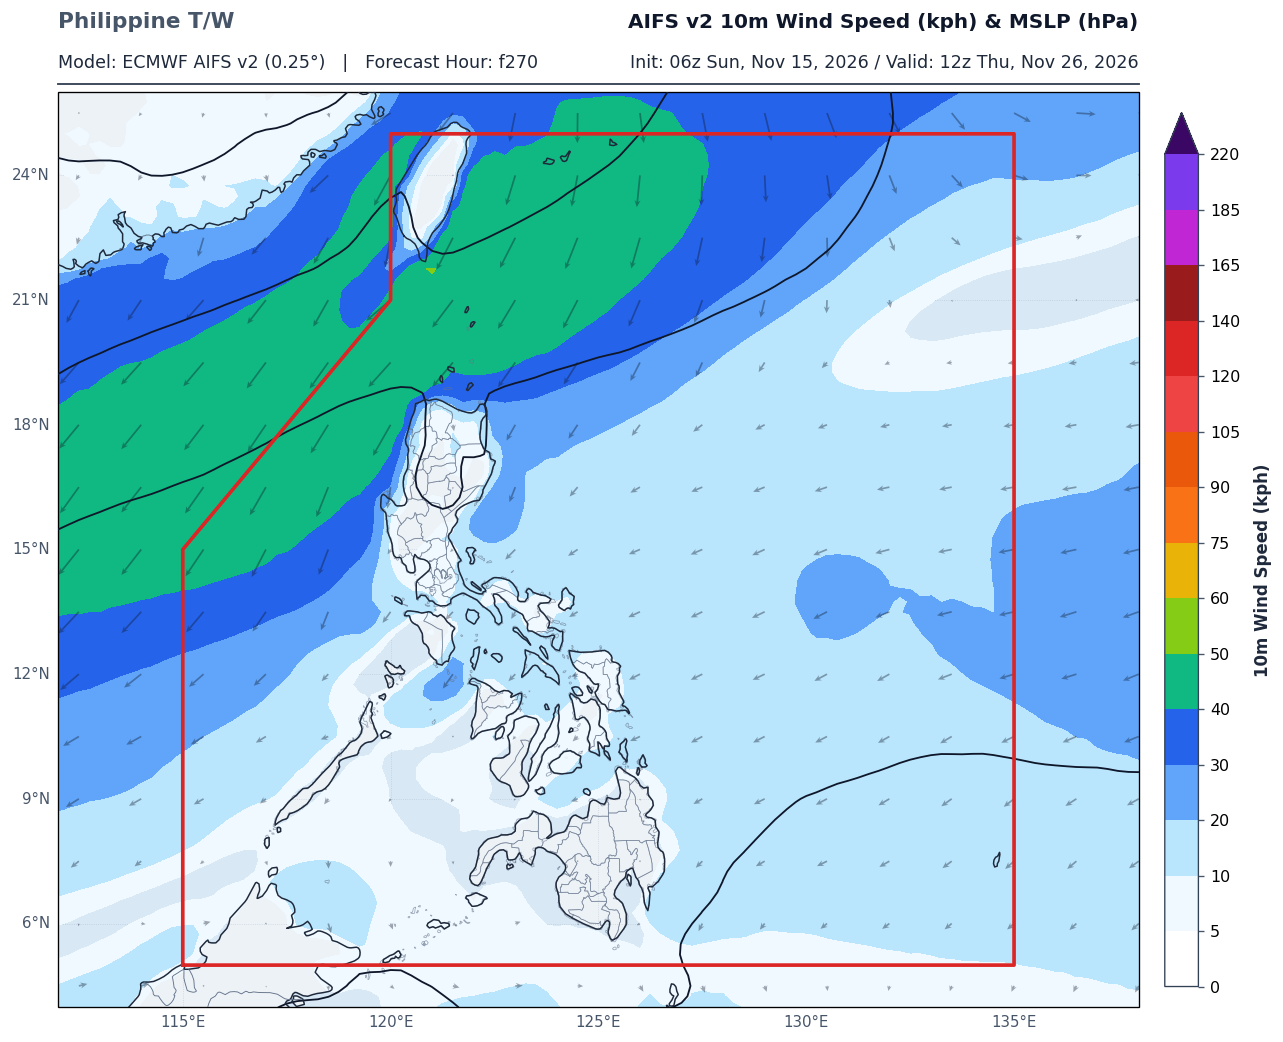 Philippine T/W
AIFS v2 10m Wind Speed (kph) & MSLP (hPa)
Model: ECMWF AIFS v2 (0.25°) | Forecast Hour: f270
Init: 06z Sun, Nov 15, 2026 / Valid: 12z Thu, Nov 26, 2026
24°N
21°N
18°N
15°N
12°N
9°N
6°N
115°E
120°E
125°E
130°E
135°E
220
185
165
140
120
105
90
75
60
50
40
30
20
10
5
0
10m Wind Speed (kph)